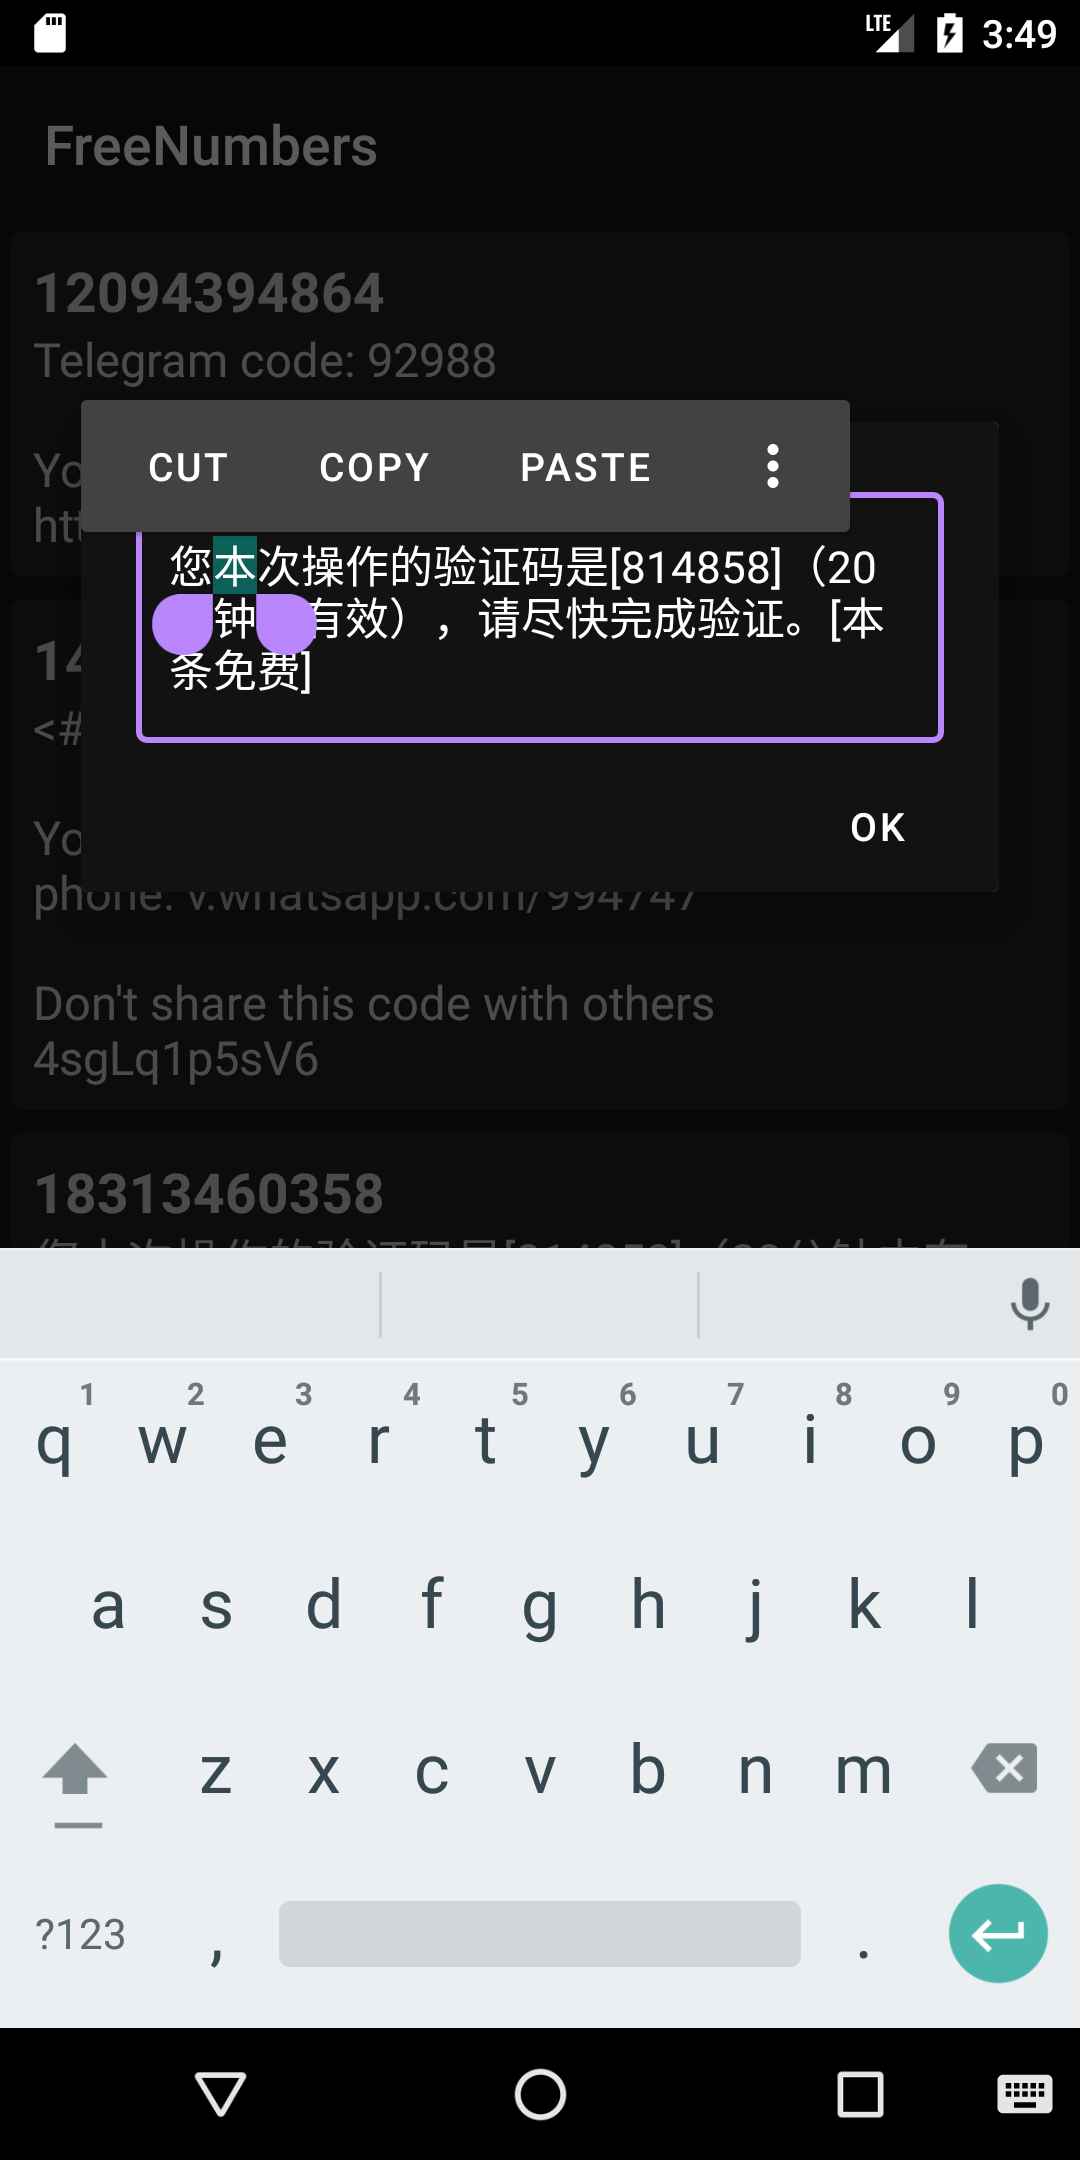 LTE 3:49
FreeNumbers
12094394864
Telegram code: 92988
CUT COPY PASTE
Yo
htt
您本次操作的验证码是[814858]（20
钟 有效），请尽快完成验证。[本
条免费]
14
<#
OK
Yo
phone: v.whatsapp.com/994747
Don't share this code with others
4sgLq1p5sV6
18313460358
1 2 3 4 5 6 7 8 9 0
q w e r t y u i o p
a s d f g h j k l
z x c v b n m
?123 , .